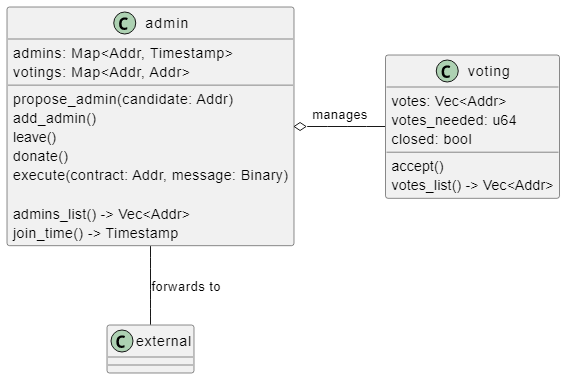 C admin
admins: Map<Addr, Timestamp>
votings: Map<Addr, Addr>
propose_admin(candidate: Addr)
add_admin()
leave()
donate()
execute(contract: Addr, message: Binary)
admins_list() -> Vec<Addr>
join_time() -> Timestamp
manages
C voting
votes: Vec<Addr>
votes_needed: u64
closed: bool
accept()
votes_list() -> Vec<Addr>
forwards to
C external